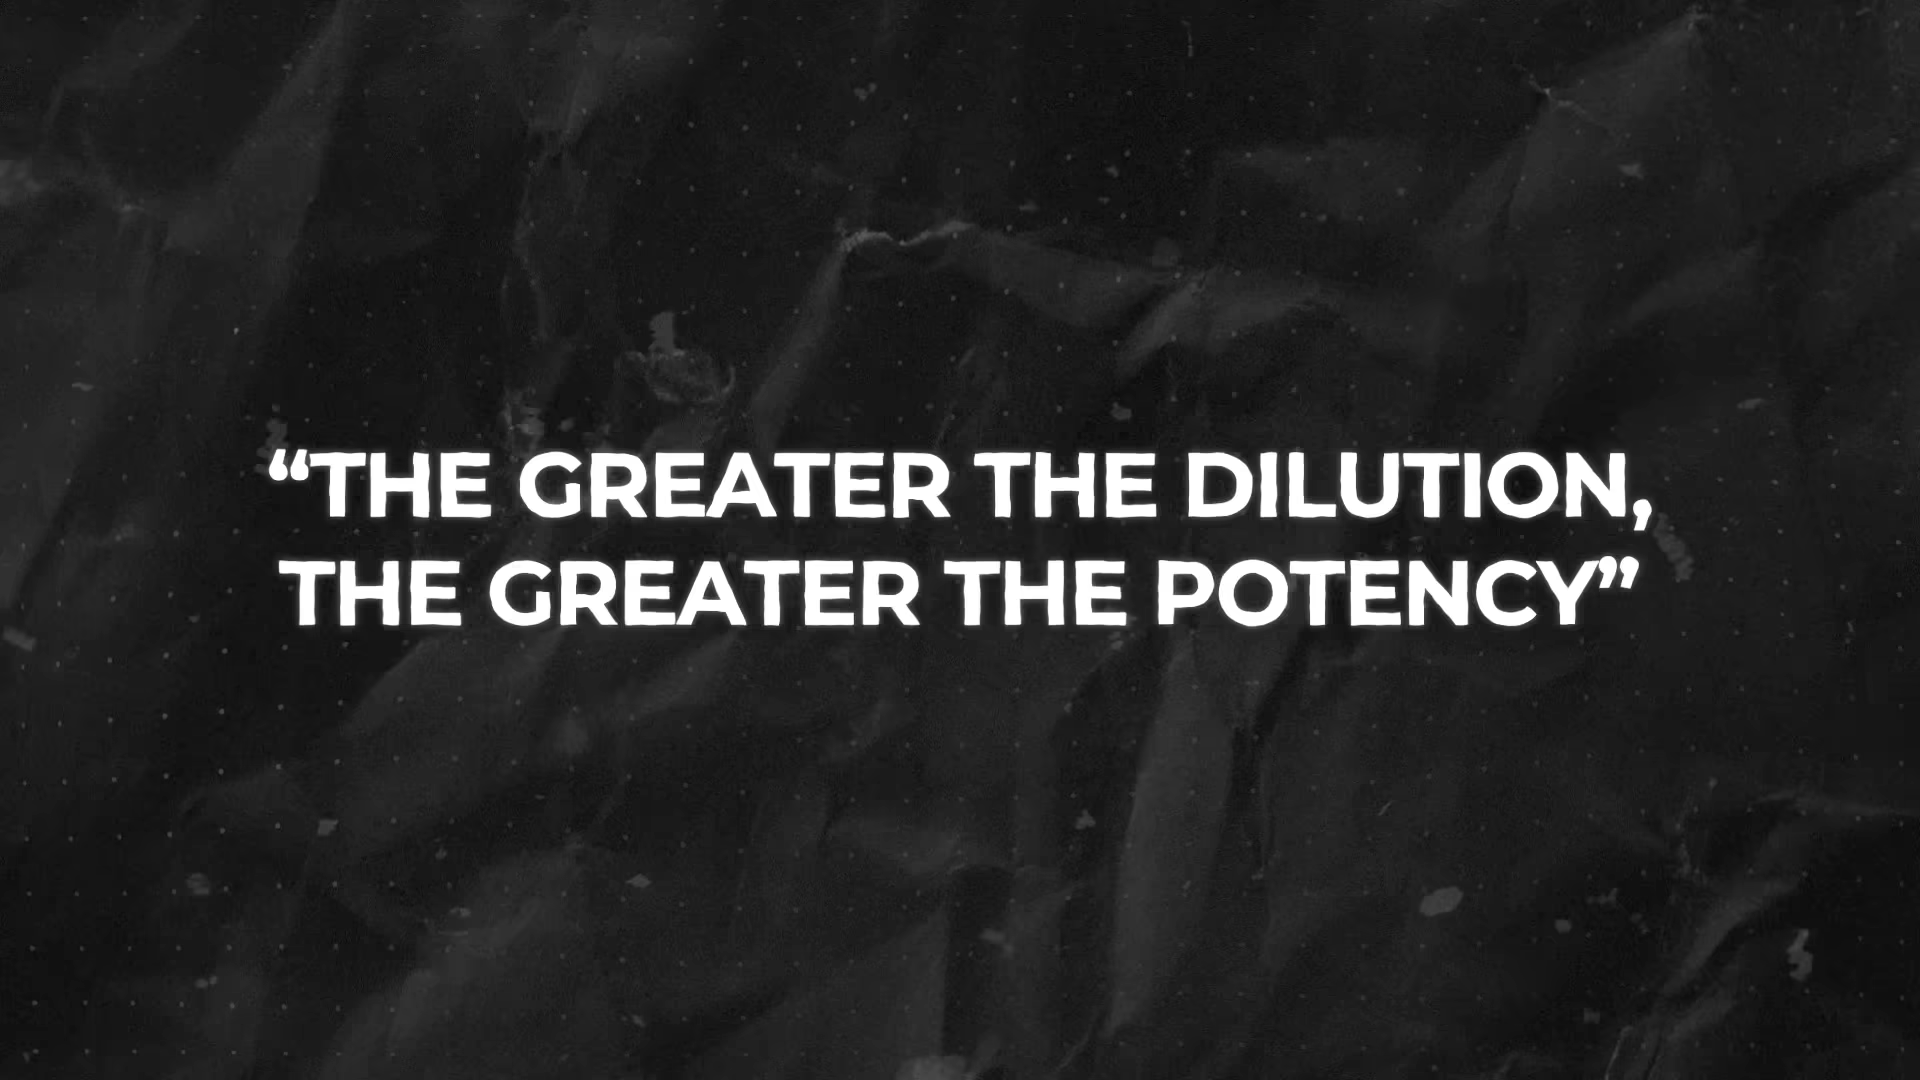 “THE GREATER THE DILUTION,
THE GREATER THE POTENCY”